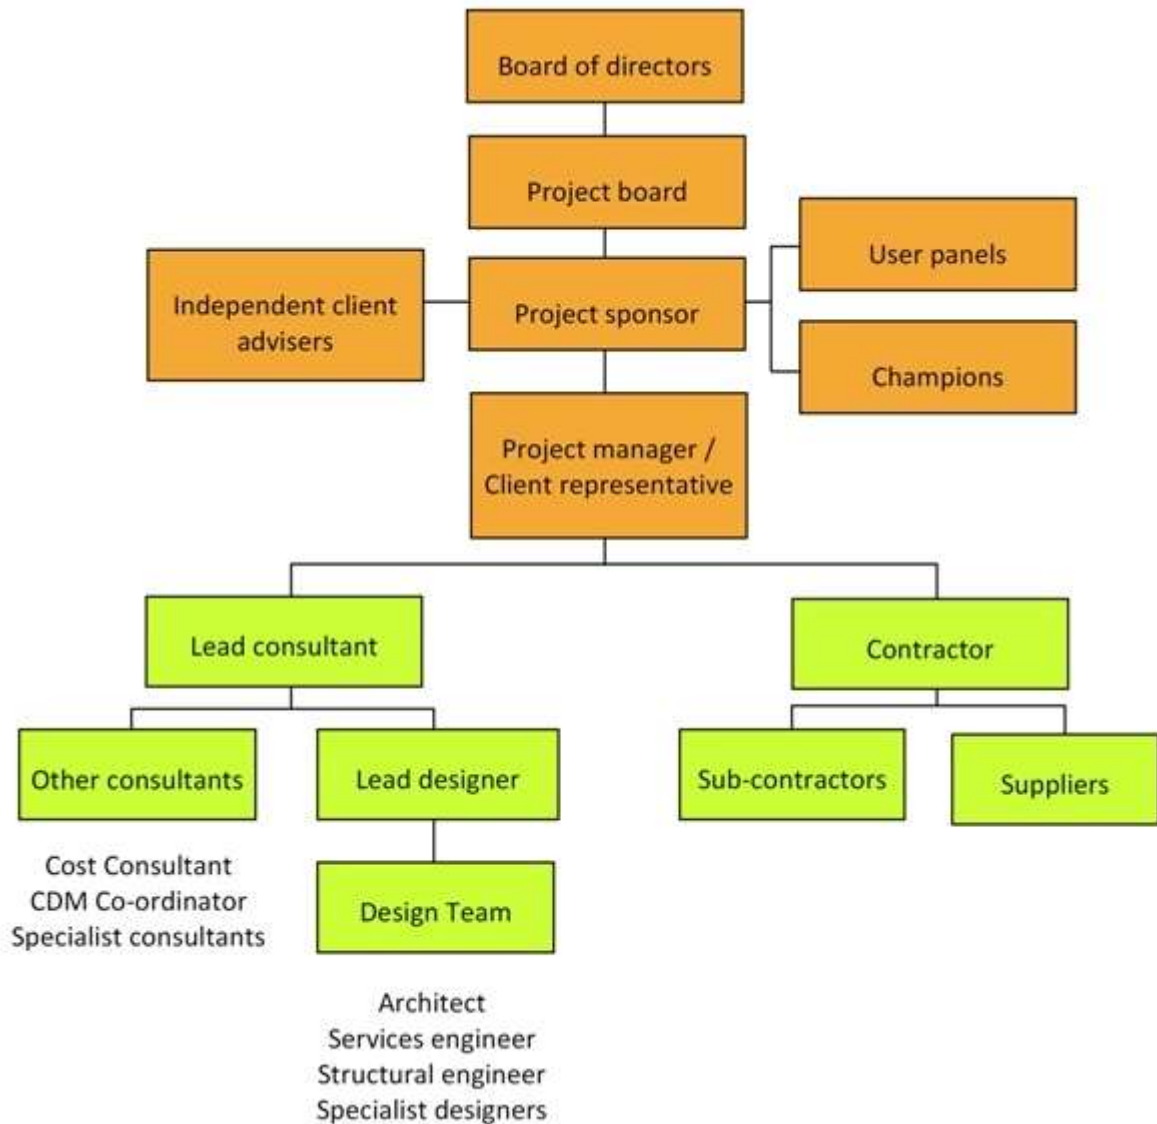 Board of directors
Project board
User panels
Independent client
advisers
Project sponsor
Champions
Project manager /
Client representative
Lead consultant
Contractor
Other consultants
Lead designer
Sub-contractors
Suppliers
Cost Consultant
CDM Co-ordinator
Specialist consultants
Design Team
Architect
Services engineer
Structural engineer
Specialist designers